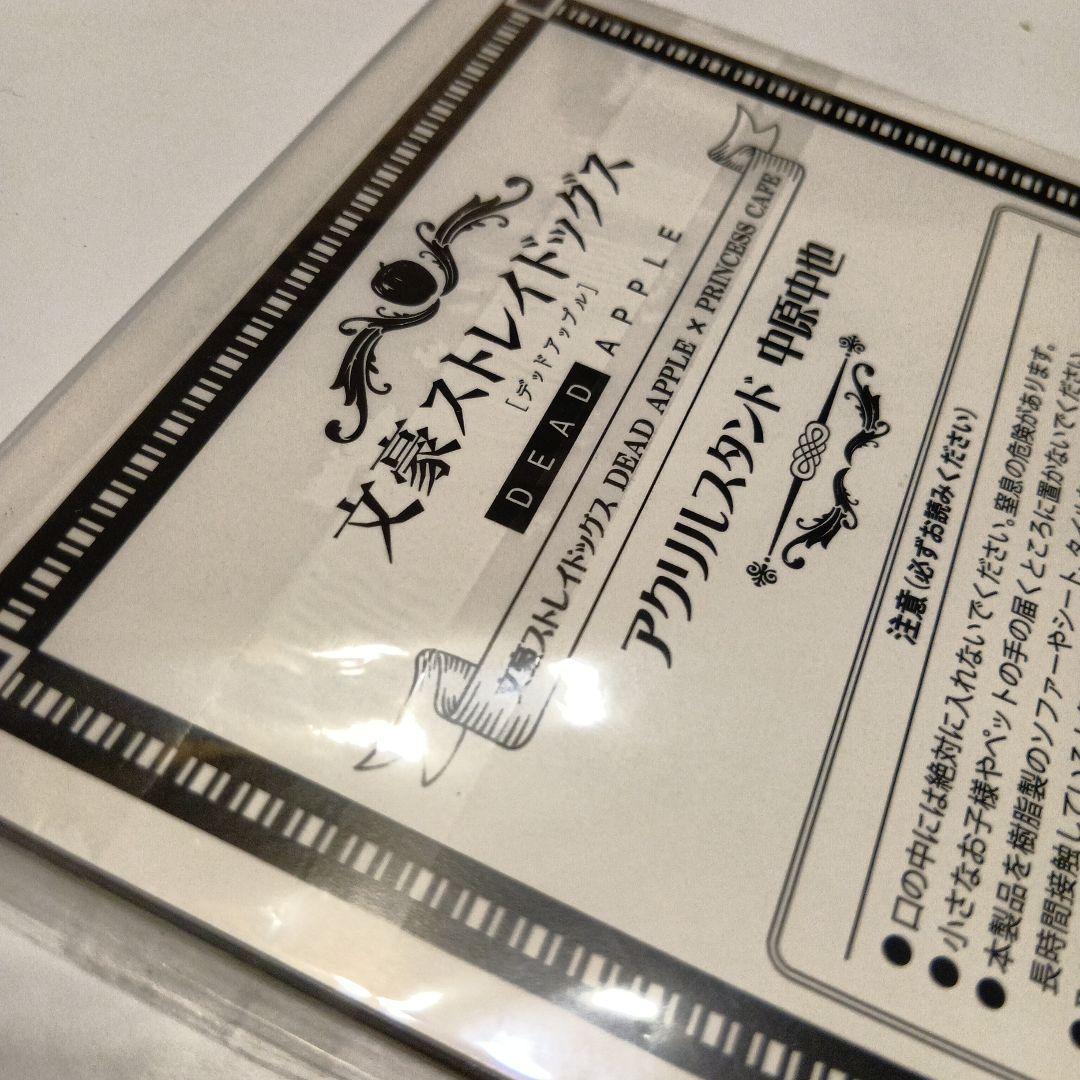 文豪ストレイドッグス
[デッドアップル]
DEAD APPLE
文豪ストレイドッグス DEAD APPLE × PRINCESS CAFE
アクリルスタンド 中原中也
注意(必ずお読みください)
●口の中には絶対に入れないでください。窒息の危険があります。
●小さなお子様やペットの手の届くところに置かないでください
●本製品を樹脂製のソファーやシート、タイル
長時間接触している